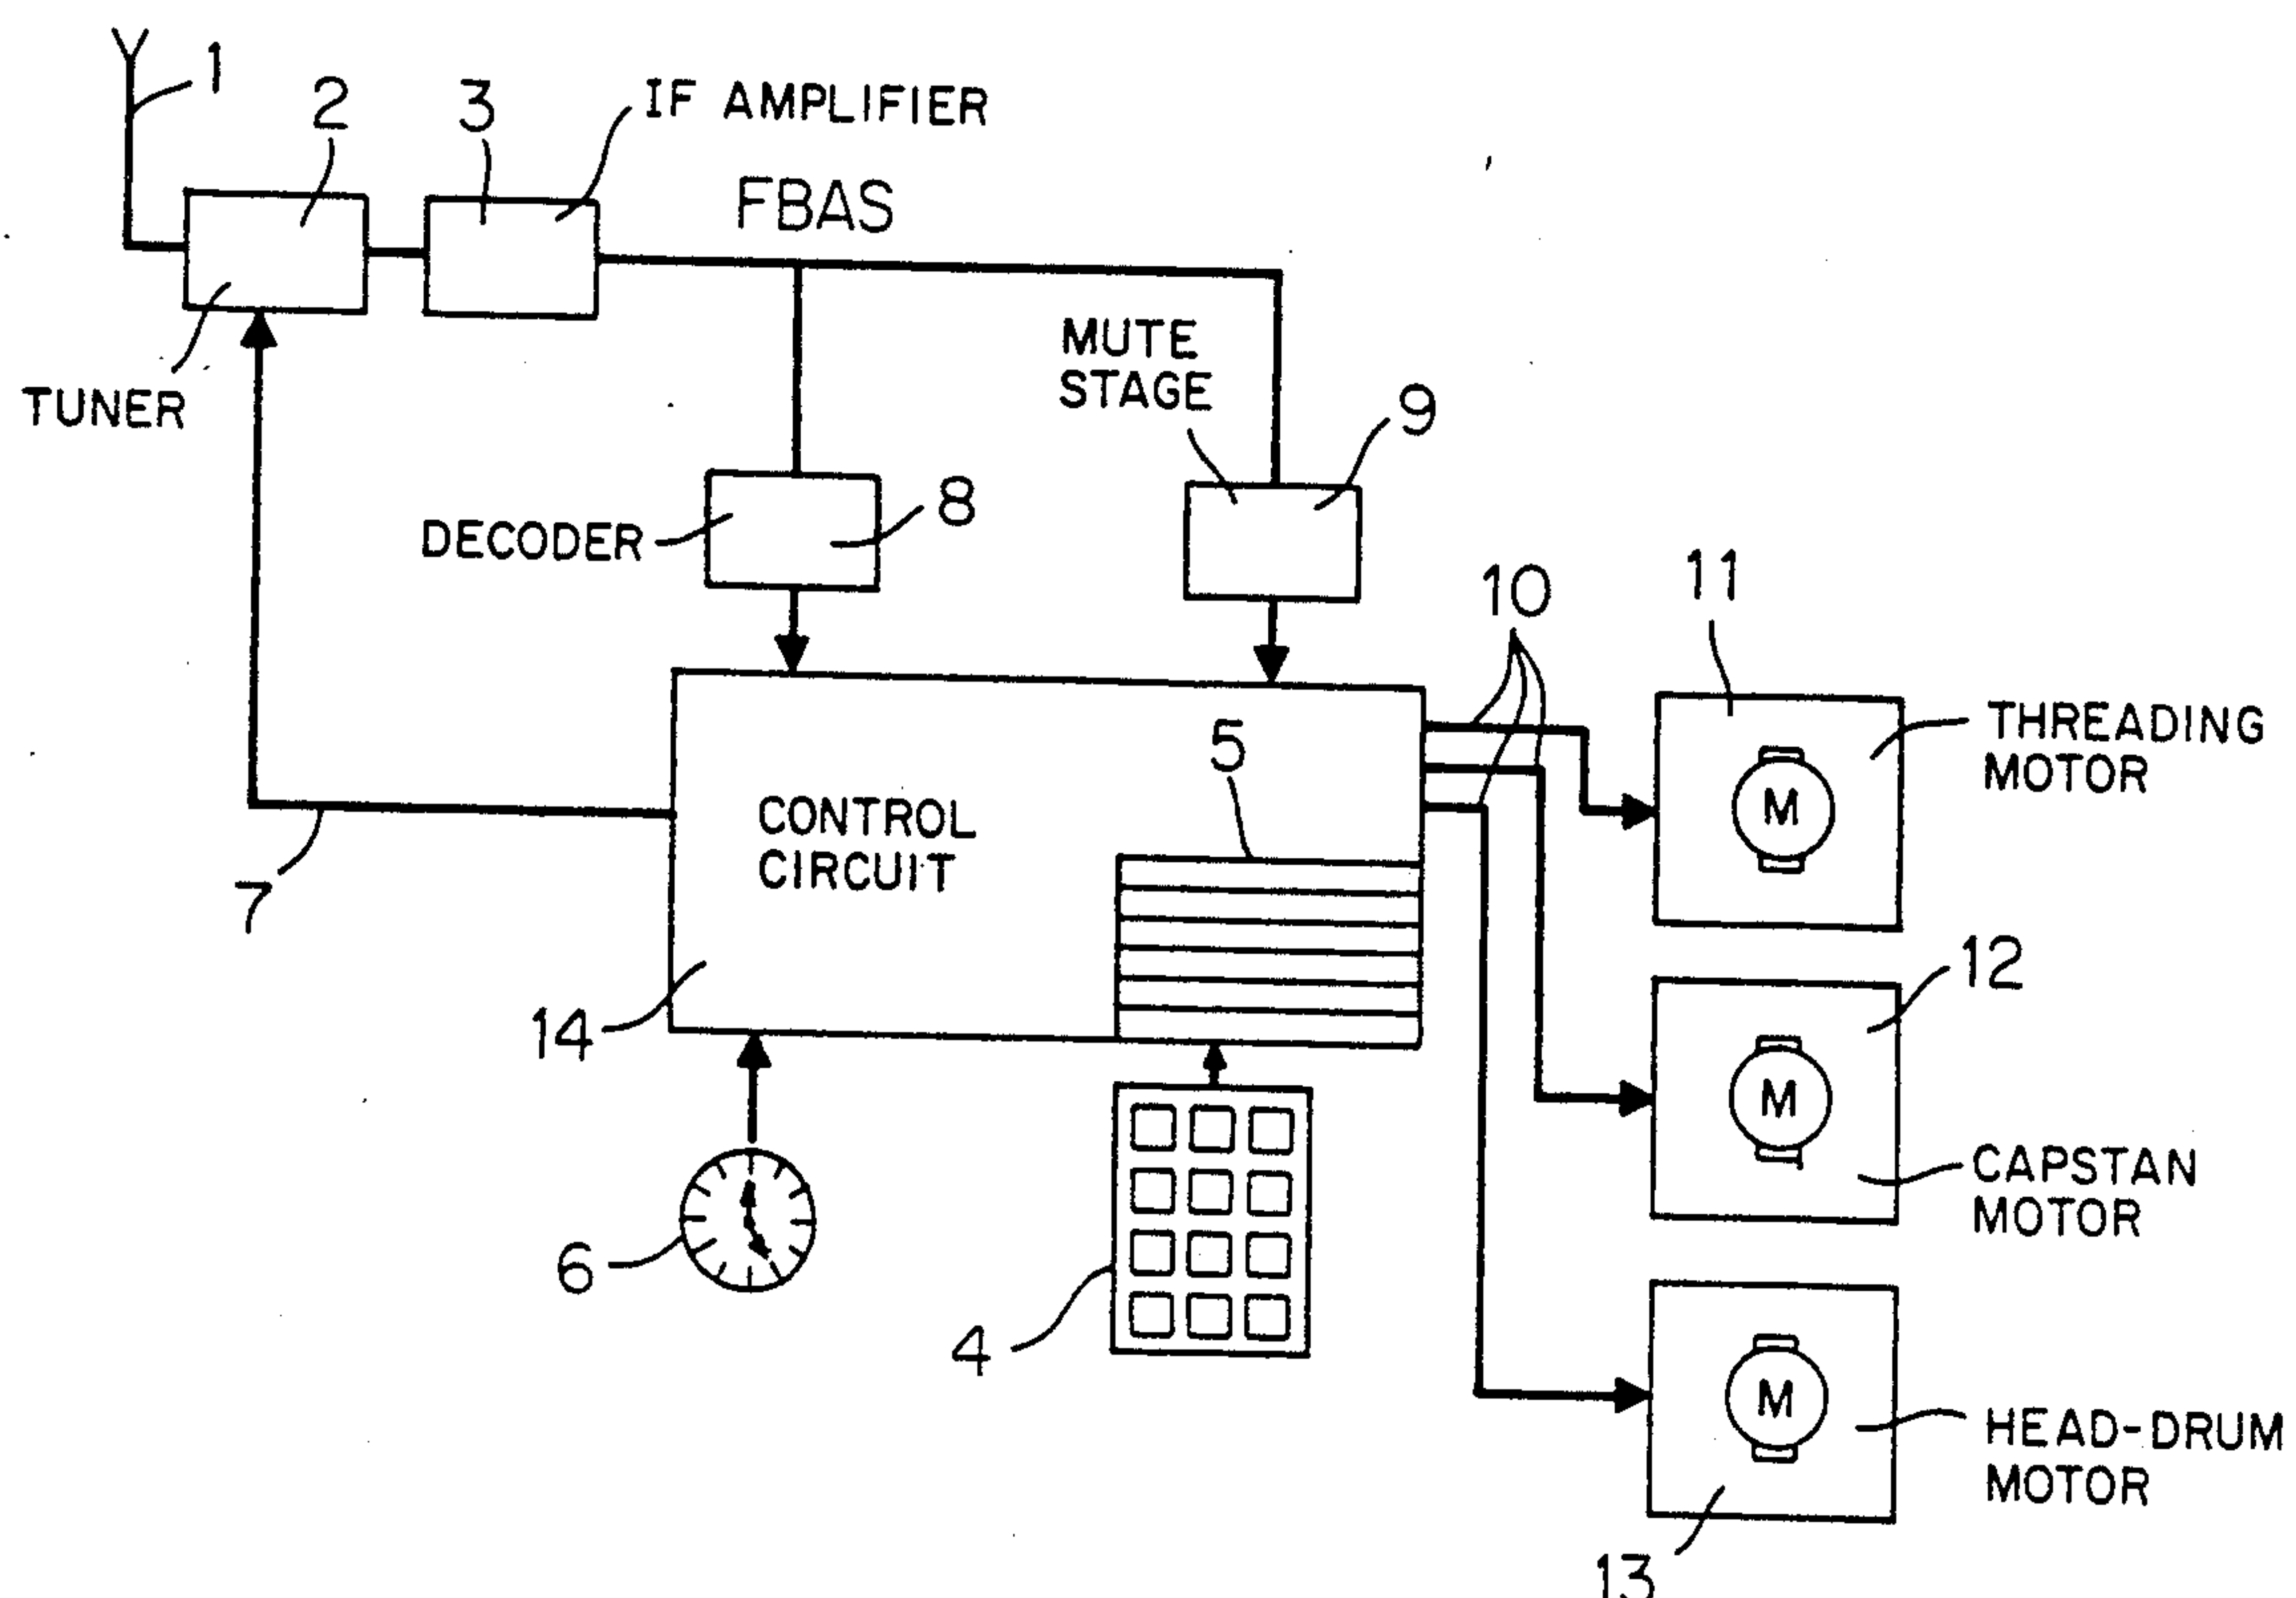 1
2
3
IF AMPLIFIER
FBAS
TUNER
MUTE
STAGE
9
DECODER
8
10
11
THREADING
MOTOR
M
5
CONTROL
CIRCUIT
7
14
12
M
CAPSTAN
MOTOR
6
4
M
HEAD-DRUM
MOTOR
13